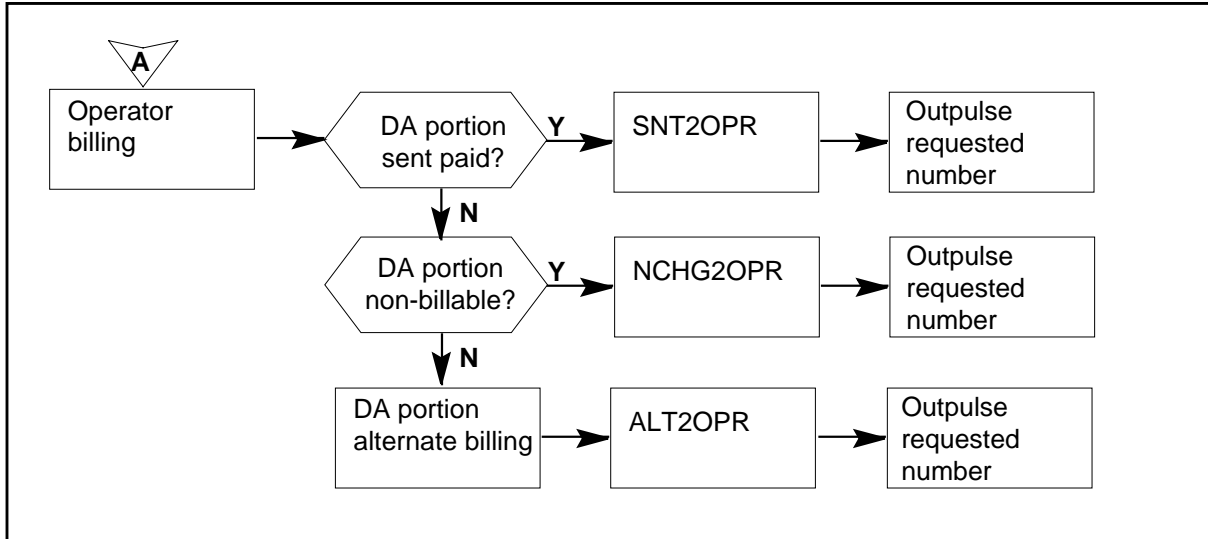 A
Operator
billing
DA portion
sent paid?
Y
SNT2OPR
Outpulse
requested
number
N
DA portion
non-billable?
Y
NCHG2OPR
Outpulse
requested
number
N
DA portion
alternate billing
ALT2OPR
Outpulse
requested
number